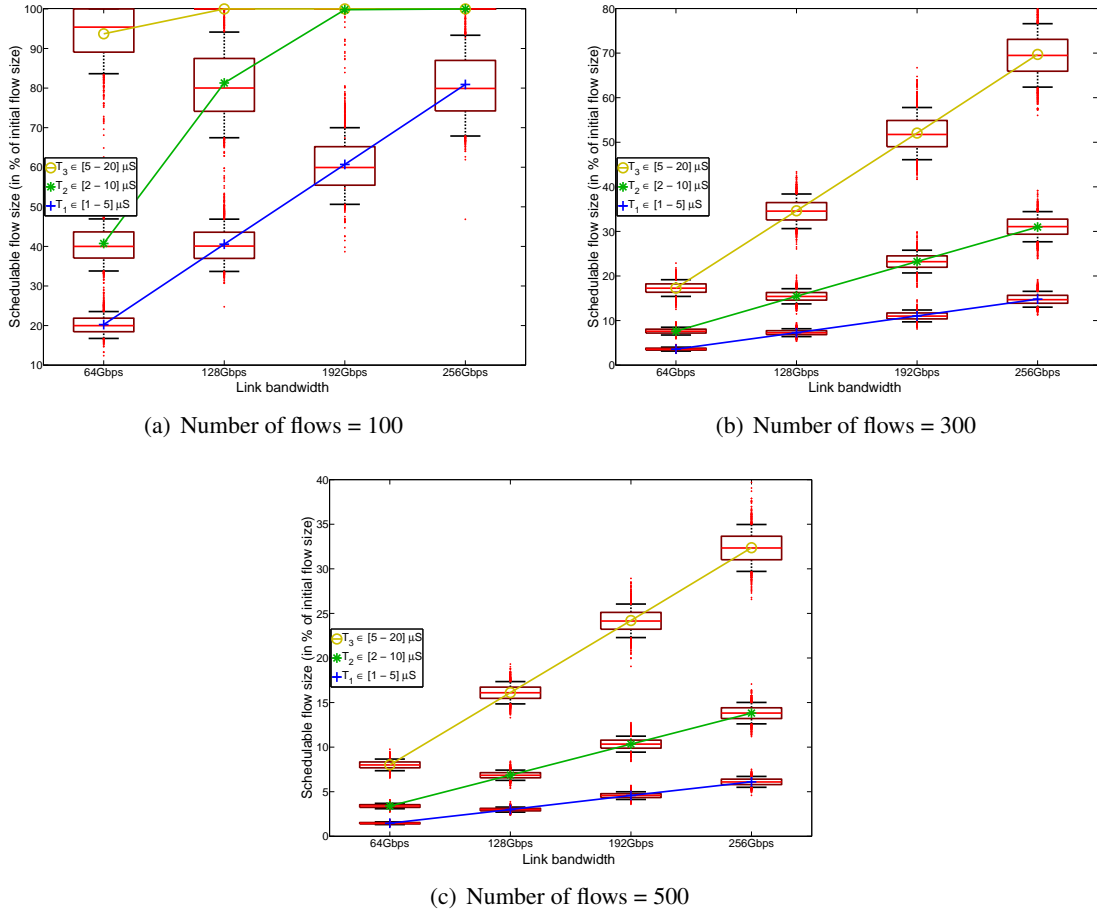 Schedulable flow size (in % of initial flow size)
100
90
80
70
60
50
40
30
20
10
T3 ∈ [5 − 20] μS
T2 ∈ [2 − 10] μS
T1 ∈ [1 − 5] μS
64Gbps 128Gbps 192Gbps 256Gbps
Link bandwidth
(a) Number of flows = 100
Schedulable flow size (in % of initial flow size)
80
70
60
50
40
30
20
10
0
T3 ∈ [5 − 20] μS
T2 ∈ [2 − 10] μS
T1 ∈ [1 − 5] μS
64Gbps 128Gbps 192Gbps 256Gbps
Link bandwidth
(b) Number of flows = 300
Schedulable flow size (in % of initial flow size)
40
35
30
25
20
15
10
5
0
T3 ∈ [5 − 20] μS
T2 ∈ [2 − 10] μS
T1 ∈ [1 − 5] μS
64Gbps 128Gbps 192Gbps 256Gbps
Link bandwidth
(c) Number of flows = 500